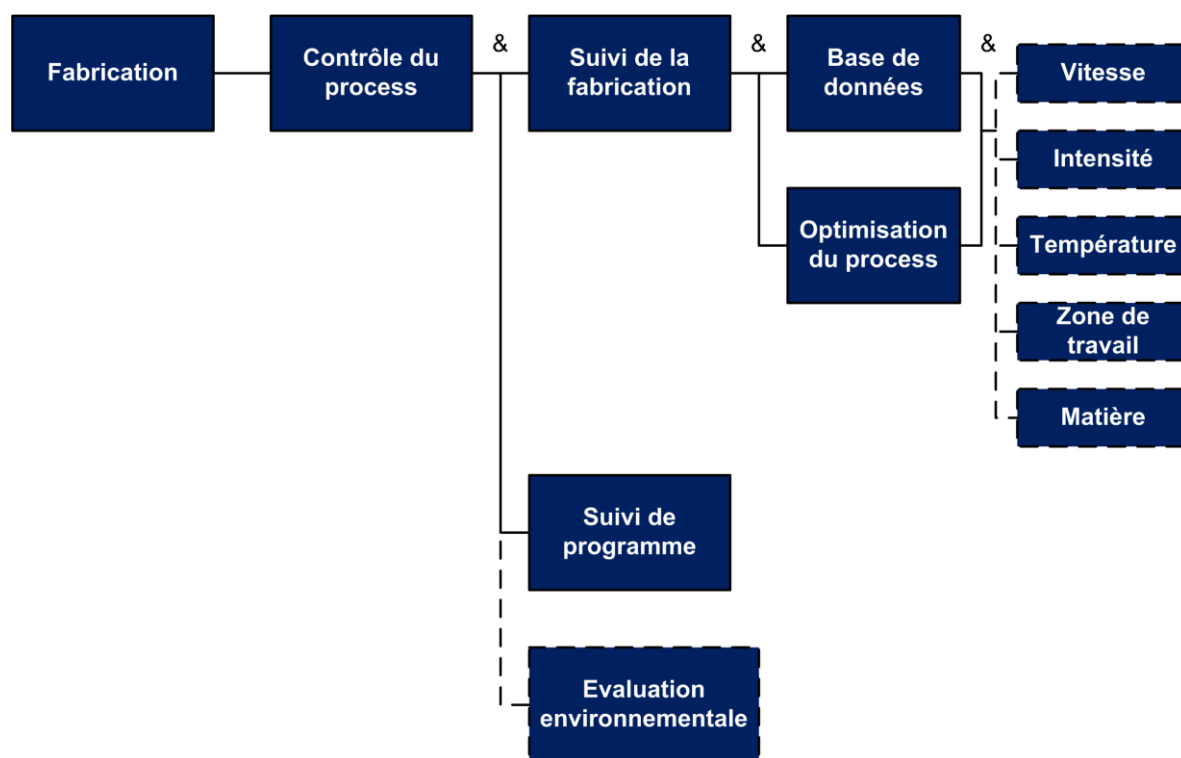 Fabrication
Contrôle du
process
&
Suivi de la
fabrication
&
Base de
données
&
Vitesse
Intensité
Optimisation
du process
Température
Zone de
travail
Matière
Suivi de
programme
Evaluation
environnementale